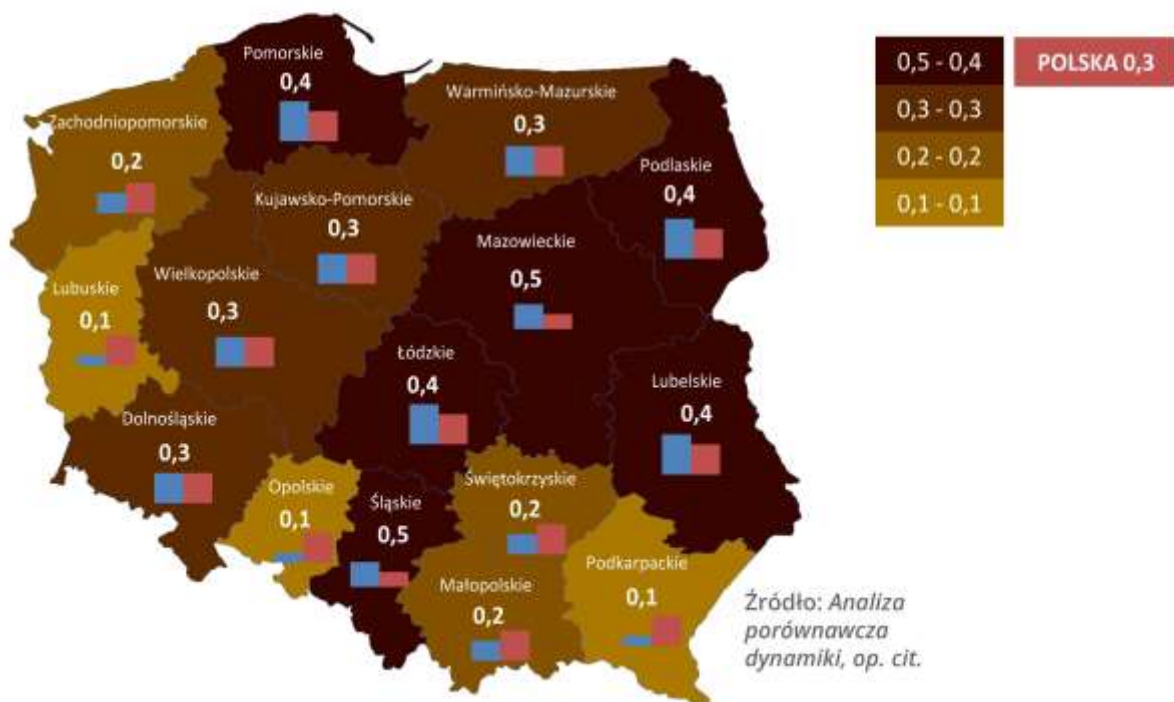 Pomorskie
0,4
Warmińsko-Mazurskie
0,3
Zachodniopomorskie
0,2
Podlaskie
0,4
Kujawsko-Pomorskie
0,3
Mazowieckie
0,5
Wielkopolskie
0,3
Lubuskie
0,1
Łódzkie
0,4
Lubelskie
0,4
Dolnośląskie
0,3
Opolskie
0,1
Śląskie
0,5
Świętokrzyskie
0,2
Podkarpackie
0,1
Małopolskie
0,2
0,5 - 0,4
POLSKA 0,3
0,3 - 0,3
0,2 - 0,2
0,1 - 0,1
Źródło: Analiza
porównawcza
dynamiki, op. cit.